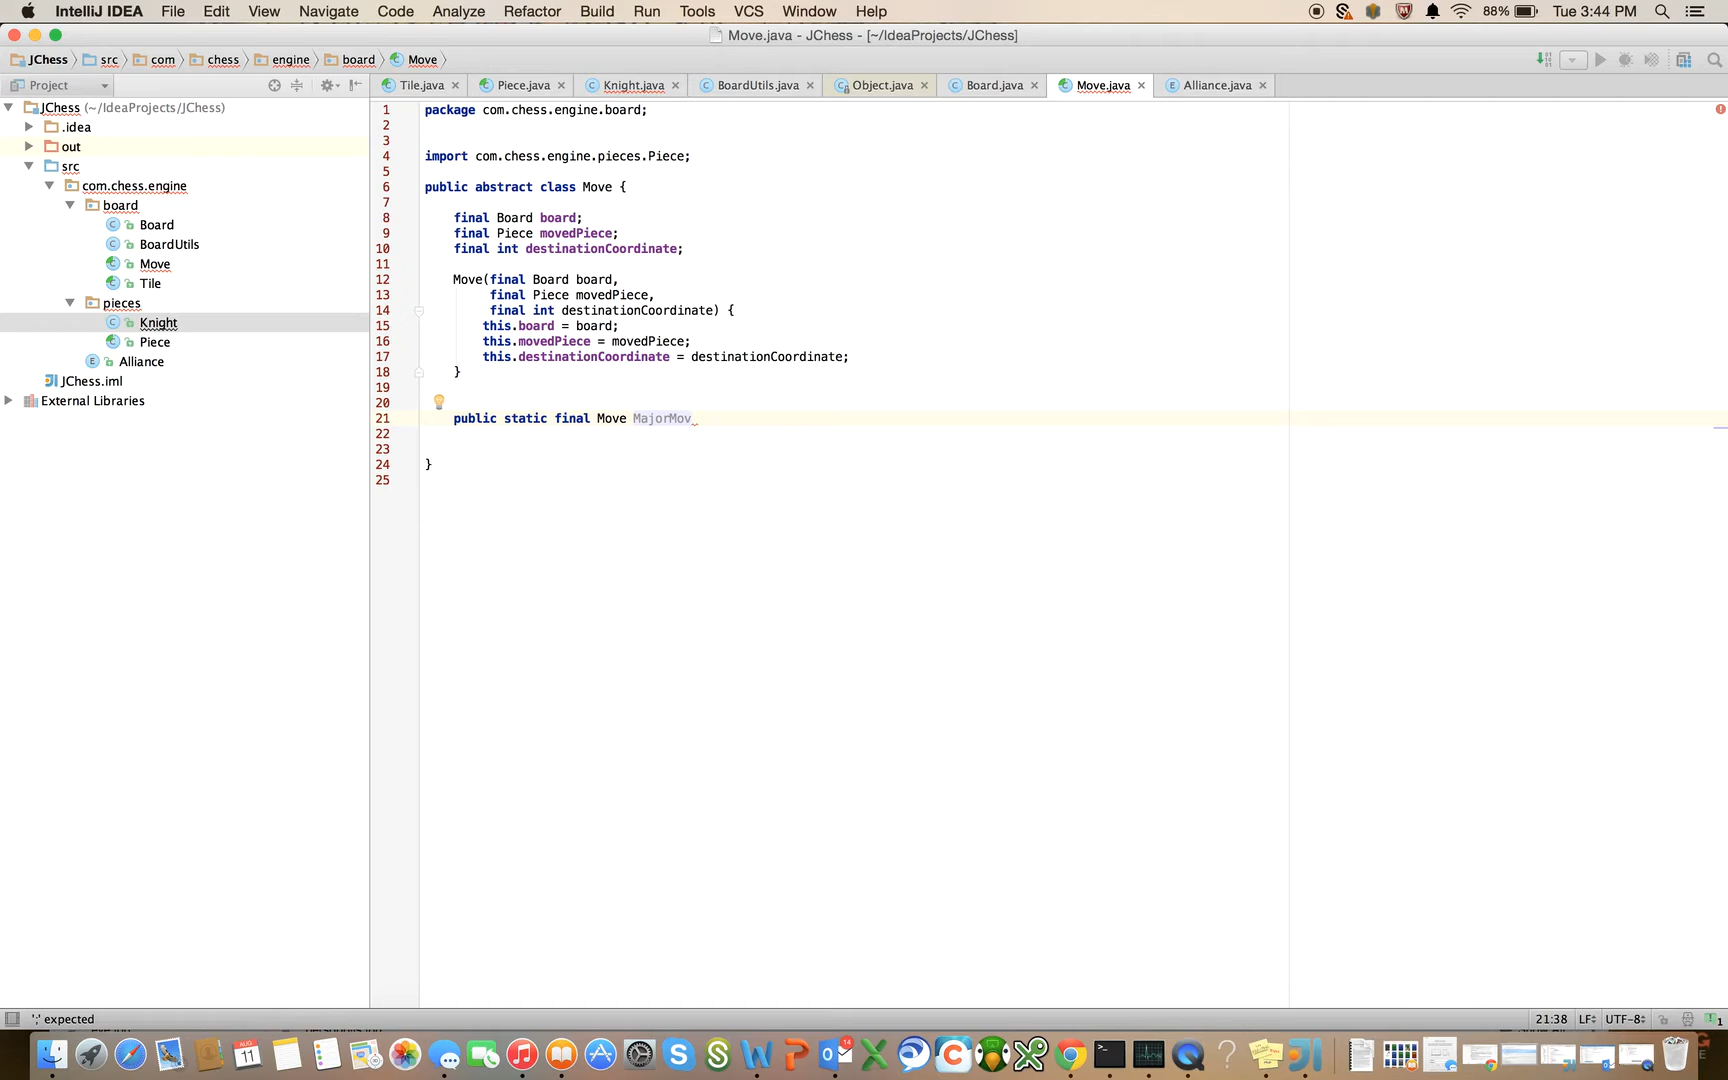 IntelliJ IDEA File Edit View Navigate Code Analyze Refactor Build Run Tools VCS Window Help 88% Tue 3:44 PM
Move.java - JChess - [~/IdeaProjects/JChess]
JChess src com chess engine board Move
Project Tile.java Piece.java Knight.java BoardUtils.java Object.java Board.java Move.java Alliance.java
JChess (~/IdeaProjects/JChess)
.idea
out
src
com.chess.engine
board
Board
BoardUtils
Move
Tile
pieces
Knight
Piece
Alliance
JChess.iml
External Libraries
1 package com.chess.engine.board;
2
3
4 import com.chess.engine.pieces.Piece;
5
6 public abstract class Move {
7
8 final Board board;
9 final Piece movedPiece;
10 final int destinationCoordinate;
11
12 Move(final Board board,
13 final Piece movedPiece,
14 final int destinationCoordinate) {
15 this.board = board;
16 this.movedPiece = movedPiece;
17 this.destinationCoordinate = destinationCoordinate;
18 }
19
20
21 public static final Move MajorMov
22
23
24 }
25
';' expected 21:38 LF UTF-8
AUG
11
14